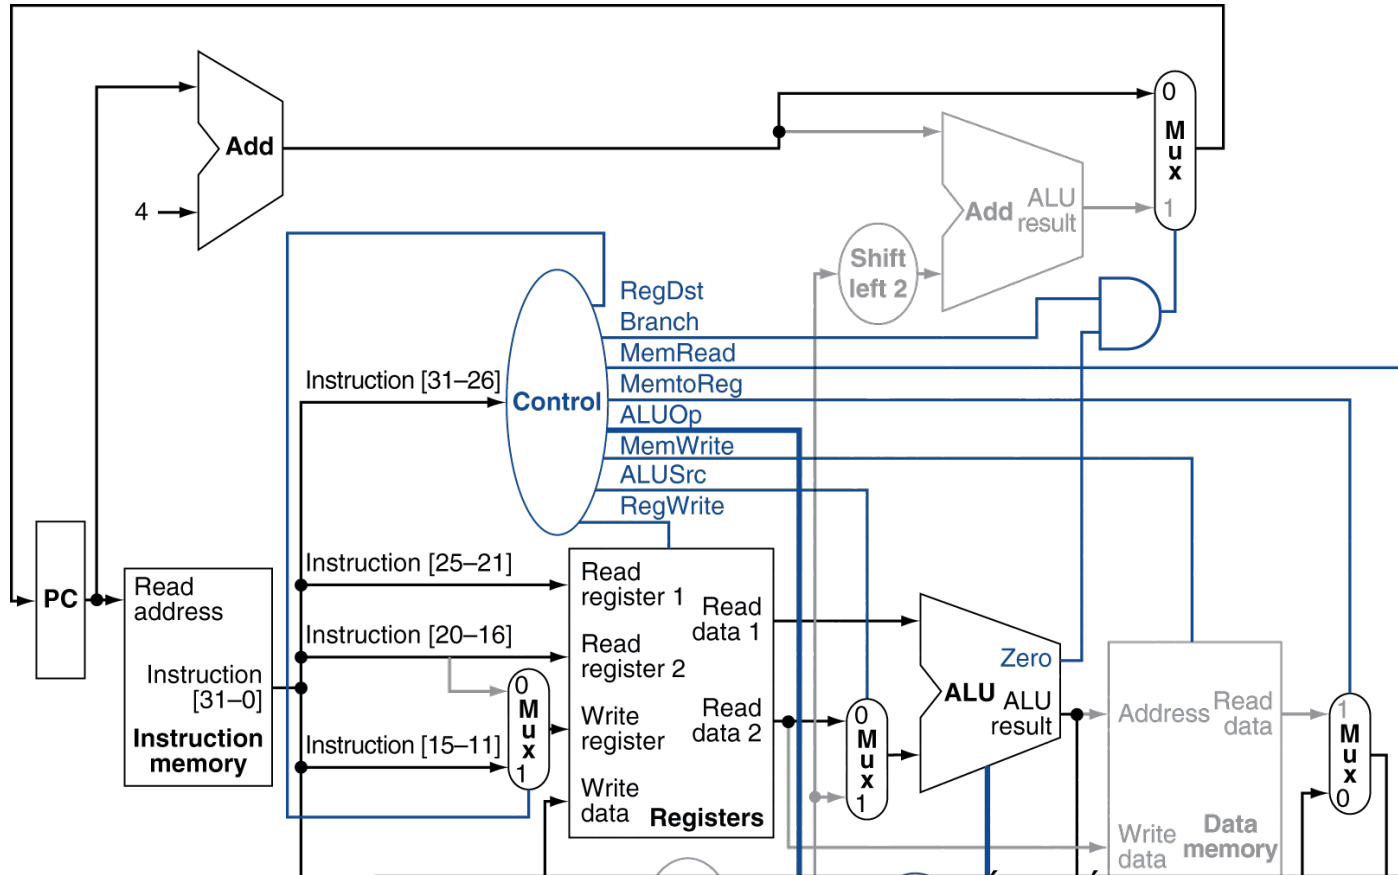 0
M
u
x
1
Add
4
Add
ALU
result
Shift
left 2
RegDst
Branch
MemRead
MemtoReg
ALUOp
MemWrite
ALUSrc
RegWrite
Instruction [31–26]
Control
PC
Read
address
Instruction
[31–0]
Instruction
memory
Instruction [25–21]
Instruction [20–16]
Instruction [15–11]
0
M
u
x
1
Read
register 1
Read
register 2
Write
register
Write
data
Read
data 1
Read
data 2
Registers
0
M
u
x
1
Zero
ALU
ALU
result
Address
Read
data
Write
data
Data
memory
1
M
u
x
0